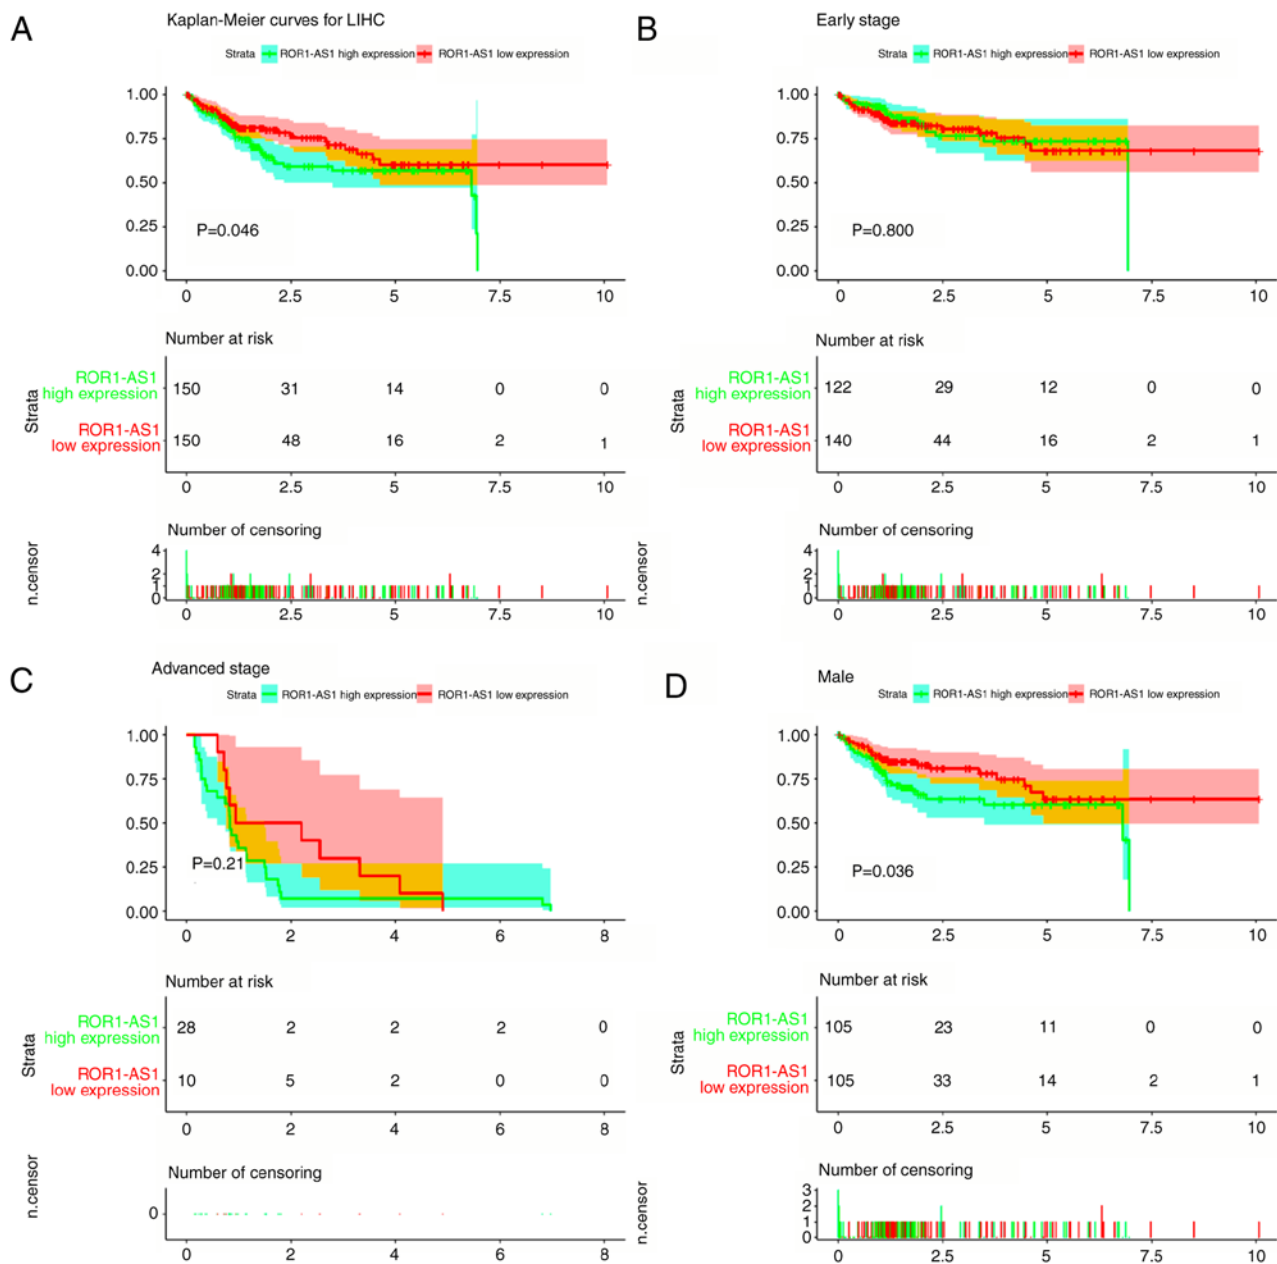 A
Kaplan-Meier curves for LIHC
Strata ROR1-AS1 high expression ROR1-AS1 low expression
1.00
0.75
0.50
0.25
0.00
P=0.046
0 2.5 5 7.5 10
Number at risk
Strata
ROR1-AS1
high expression
150 31 14 0 0
ROR1-AS1
low expression
150 48 16 2 1
0 2.5 5 7.5 10
Number of censoring
n.censor
4
2
1
0
0 2.5 5 7.5 10
B
Early stage
Strata ROR1-AS1 high expression ROR1-AS1 low expression
1.00
0.75
0.50
0.25
0.00
P=0.800
0 2.5 5 7.5 10
Number at risk
Strata
ROR1-AS1
high expression
122 29 12 0 0
ROR1-AS1
low expression
140 44 16 2 1
0 2.5 5 7.5 10
Number of censoring
n.censor
4
2
1
0
0 2.5 5 7.5 10
C
Advanced stage
Strata ROR1-AS1 high expression ROR1-AS1 low expression
1.00
0.75
0.50
0.25
0.00
P=0.21
0 2 4 6 8
Number at risk
Strata
ROR1-AS1
high expression
28 2 2 2 0
ROR1-AS1
low expression
10 5 2 0 0
0 2 4 6 8
Number of censoring
n.censor
0
0 2 4 6 8
D
Male
Strata ROR1-AS1 high expression ROR1-AS1 low expression
1.00
0.75
0.50
0.25
0.00
P=0.036
0 2.5 5 7.5 10
Number at risk
Strata
ROR1-AS1
high expression
105 23 11 0 0
ROR1-AS1
low expression
105 33 14 2 1
0 2.5 5 7.5 10
Number of censoring
n.censor
3
2
1
0
0 2.5 5 7.5 10